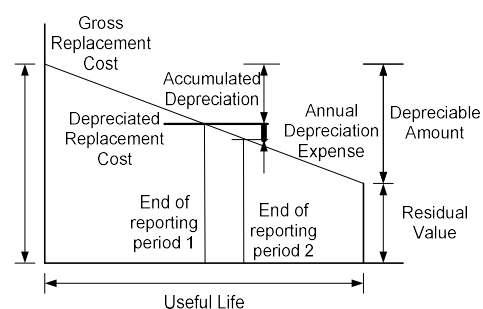 Gross
Replacement
Cost
Accumulated
Depreciation
Depreciated
Replacement
Cost
Annual
Depreciation
Expense
Depreciable
Amount
End of
reporting
period 1
End of
reporting
period 2
Residual
Value
Useful Life